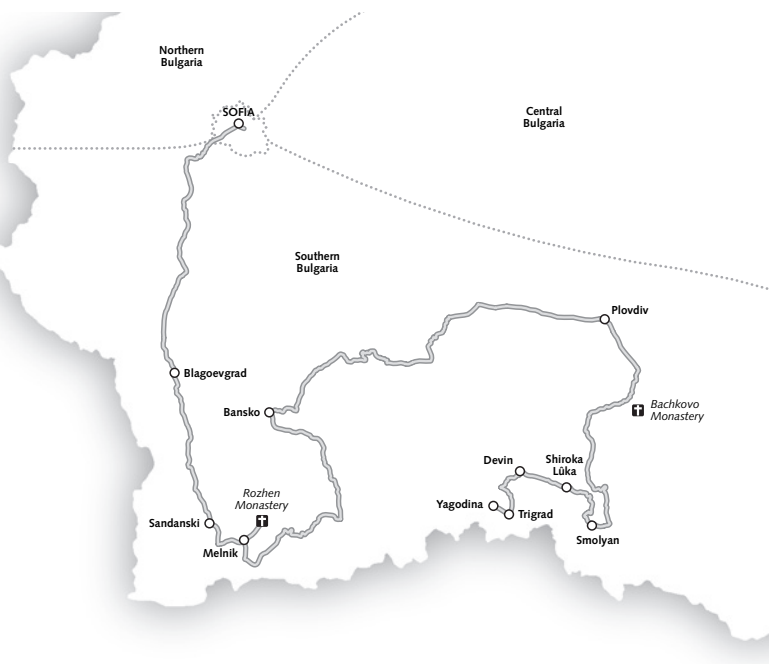 Northern
Bulgaria
SOFIA
Central
Bulgaria
Southern
Bulgaria
Plovdiv
Blagoevgrad
Bansko
Bachkovo
Monastery
Devin
Shiroka
Lûka
Rozhen
Monastery
Yagodina
Trigrad
Sandanski
Smolyan
Melnik